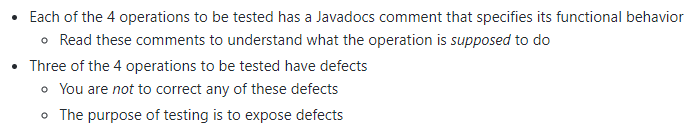 • Each of the 4 operations to be tested has a Javadocs comment that specifies its functional behavior
◦ Read these comments to understand what the operation is supposed to do
• Three of the 4 operations to be tested have defects
◦ You are not to correct any of these defects
◦ The purpose of testing is to expose defects